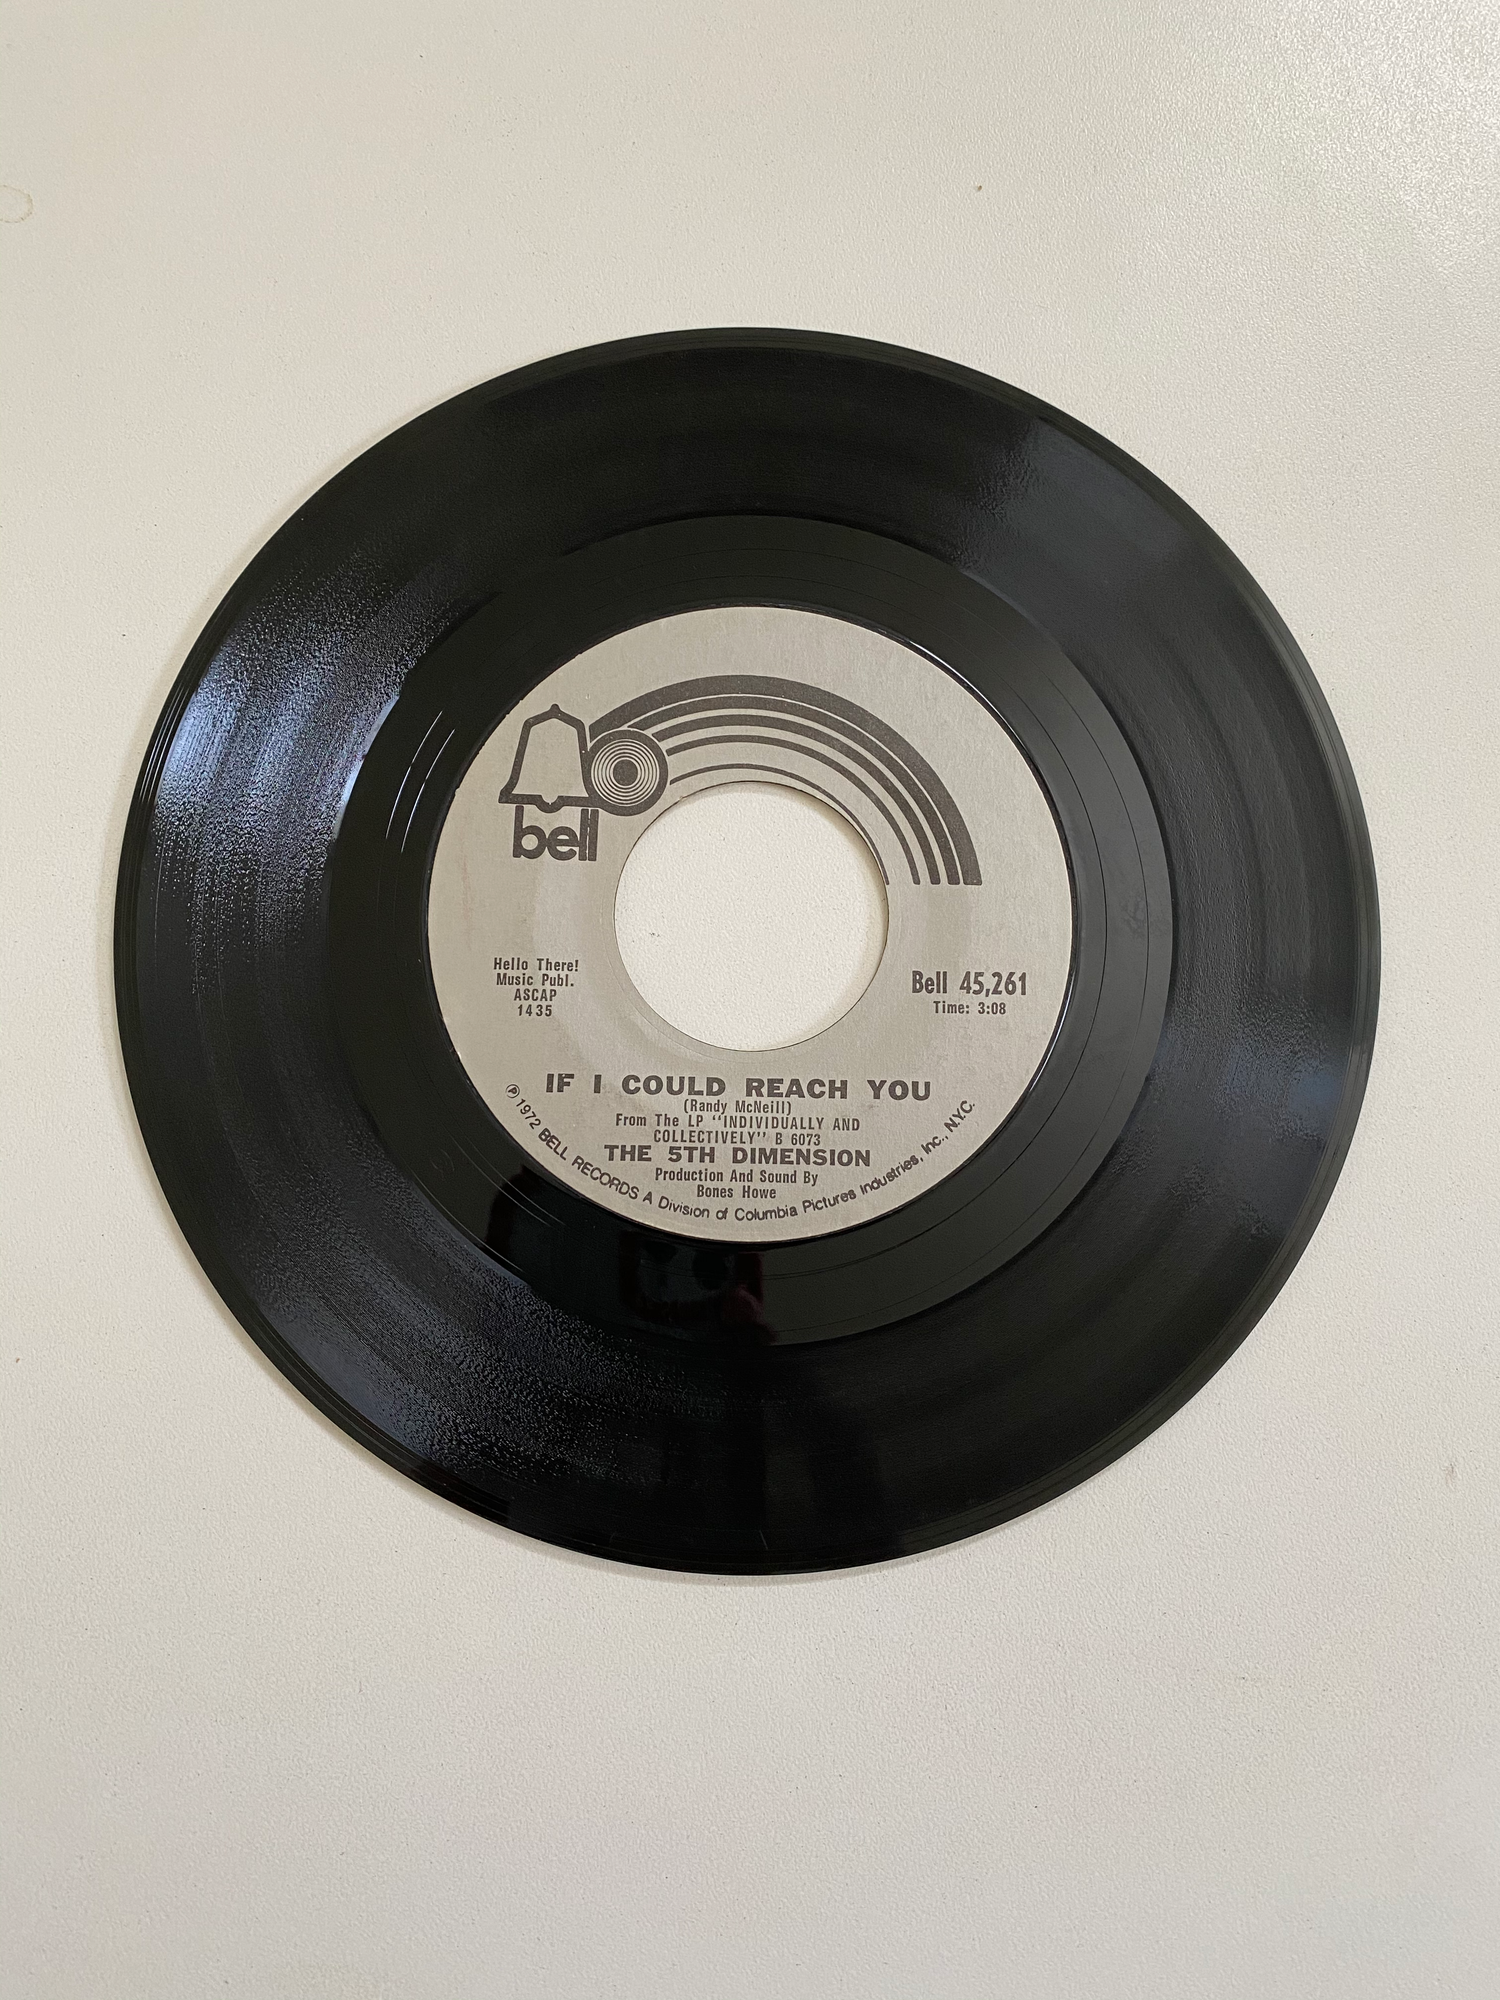 bell
Hello There!
Music Publ.
ASCAP
1435
Bell 45,261
Time: 3:08
IF I COULD REACH YOU
(Randy McNeill)
From The LP "INDIVIDUALLY AND
COLLECTIVELY" B 6073
THE 5TH DIMENSION
Production And Sound By
Bones Howe
℗ 1972 BELL RECORDS A Division of Columbia Pictures Industries, Inc., N.Y.C.